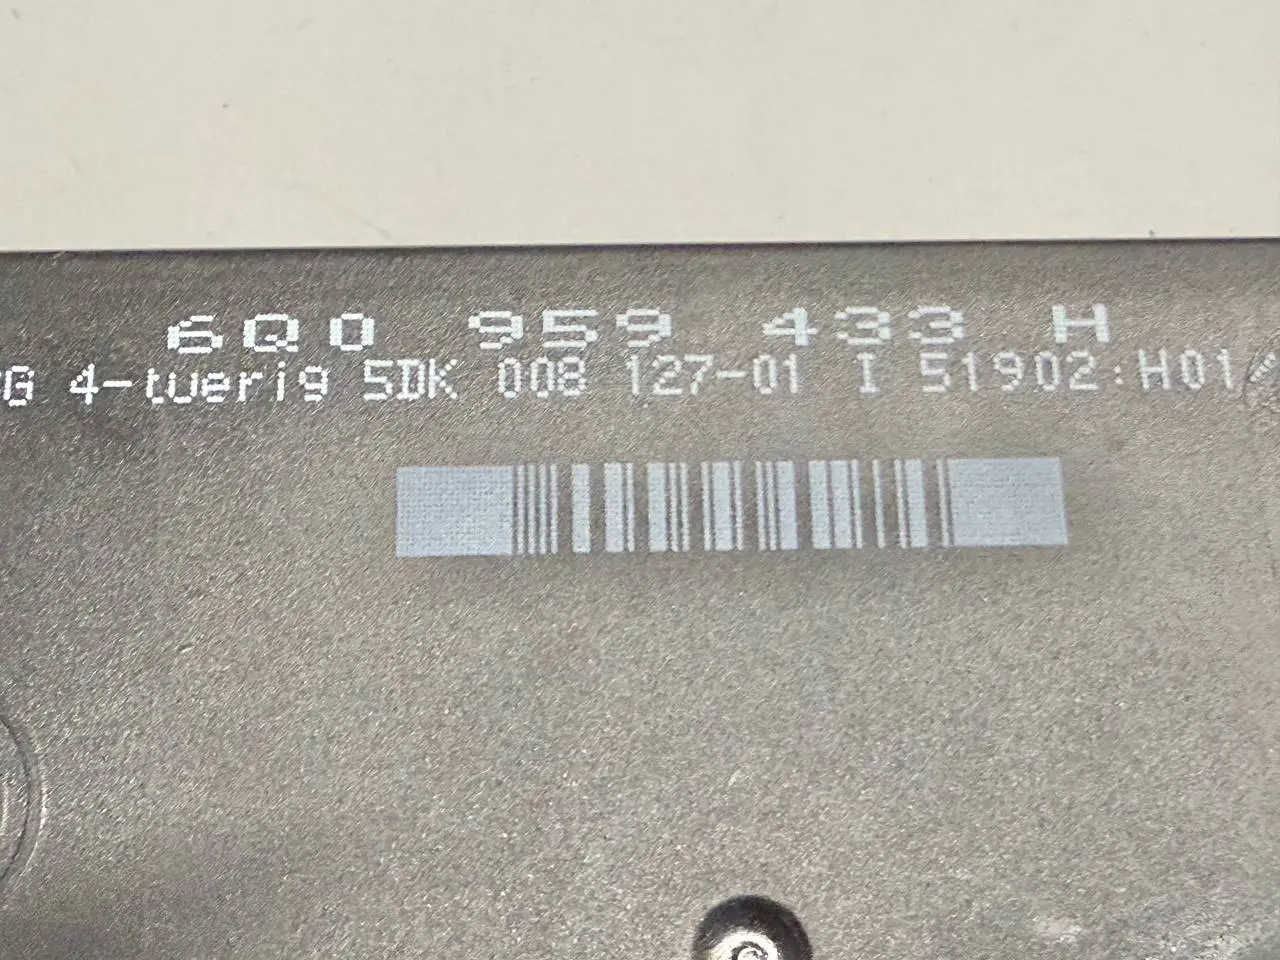 6Q0 959 433 H
4-tuerig 5DK 008 127-01 I 51902:H01